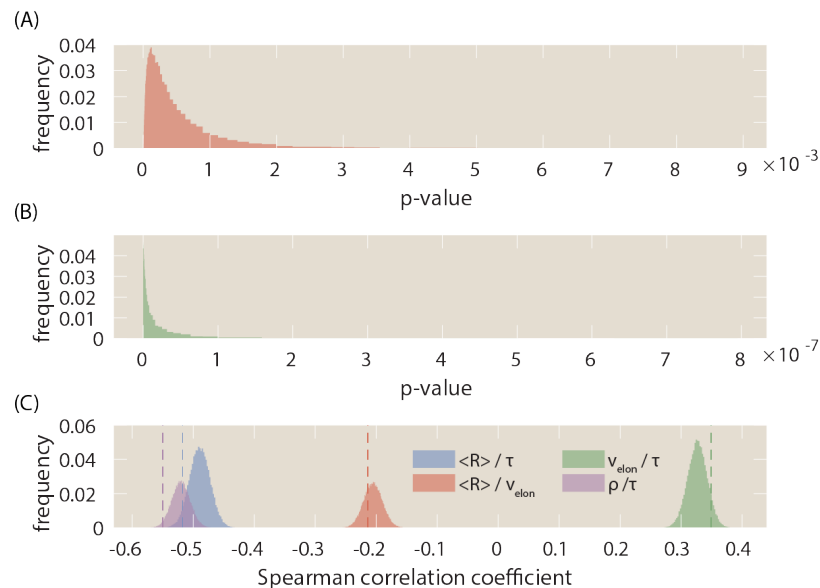 (A)
frequency
0.04
0.03
0.02
0.01
0
0 1 2 3 4 5 6 7 8 9 ×10 -3
p-value
(B)
frequency
0.04
0.03
0.02
0.01
0
0 1 2 3 4 5 6 7 8 ×10 -7
p-value
(C)
frequency
0.06
0.04
0.02
0
<R> / τ
v elon / τ
<R> / v elon
ρ /τ
-0.6 -0.5 -0.4 -0.3 -0.2 -0.1 0 0.1 0.2 0.3 0.4
Spearman correlation coefficient